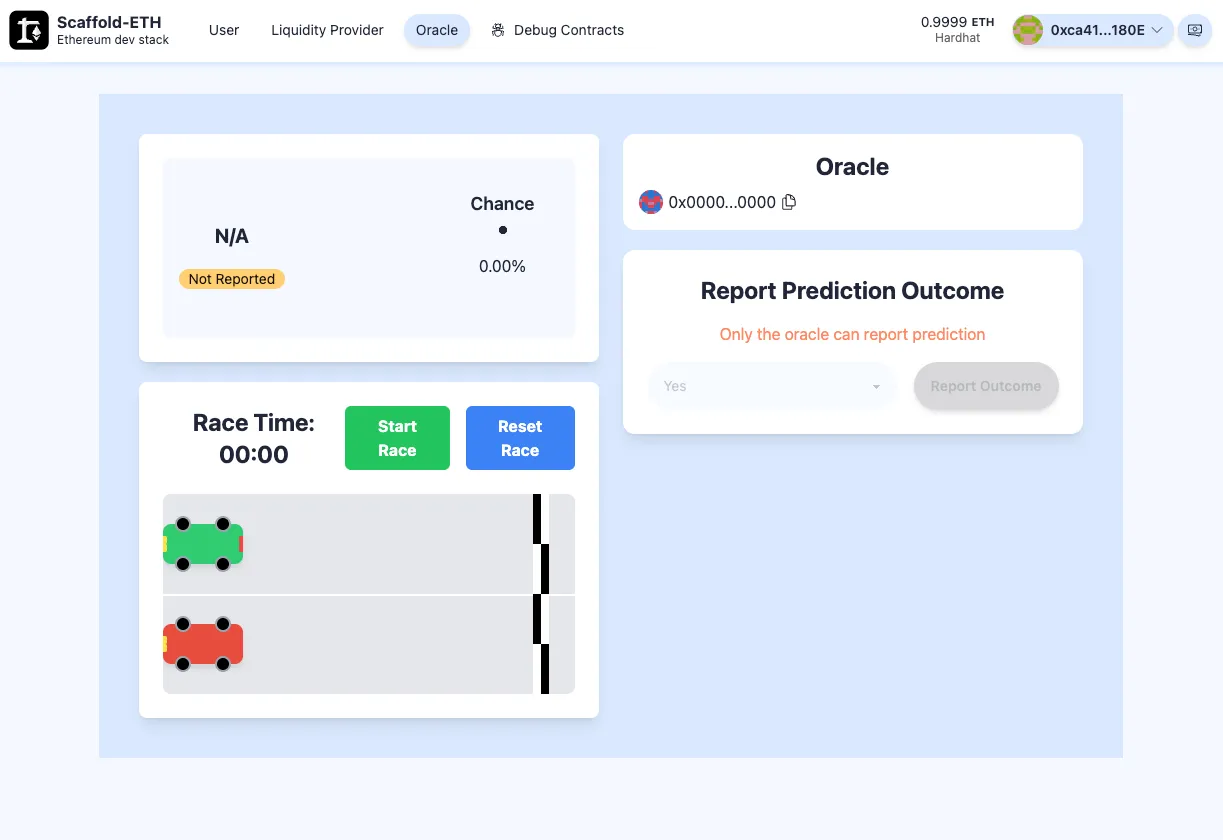 Scaffold-ETH
Ethereum dev stack
User
Liquidity Provider
Oracle
Debug Contracts
0.9999 ETH
Hardhat
0xca41...180E
N/A
Not Reported
Chance
0.00%
Race Time:
00:00
Start
Race
Reset
Race
Oracle
0x0000...0000
Report Prediction Outcome
Only the oracle can report prediction
Yes
Report Outcome